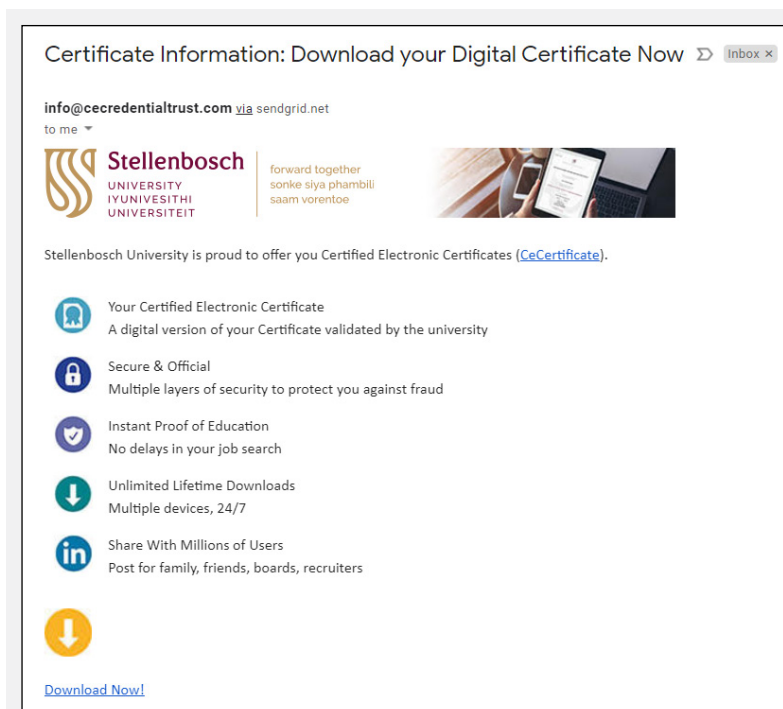 Certificate Information: Download your Digital Certificate Now Inbox ×
info@cecredentialtrust.com via sendgrid.net
to me
Stellenbosch
UNIVERSITY
IYUNIVESITHI
UNIVERSITEIT
forward together
sonke siya phambili
saam vorentoe
Stellenbosch University is proud to offer you Certified Electronic Certificates (CeCertificate).
Your Certified Electronic Certificate
A digital version of your Certificate validated by the university
Secure & Official
Multiple layers of security to protect you against fraud
Instant Proof of Education
No delays in your job search
Unlimited Lifetime Downloads
Multiple devices, 24/7
in
Share With Millions of Users
Post for family, friends, boards, recruiters
Download Now!